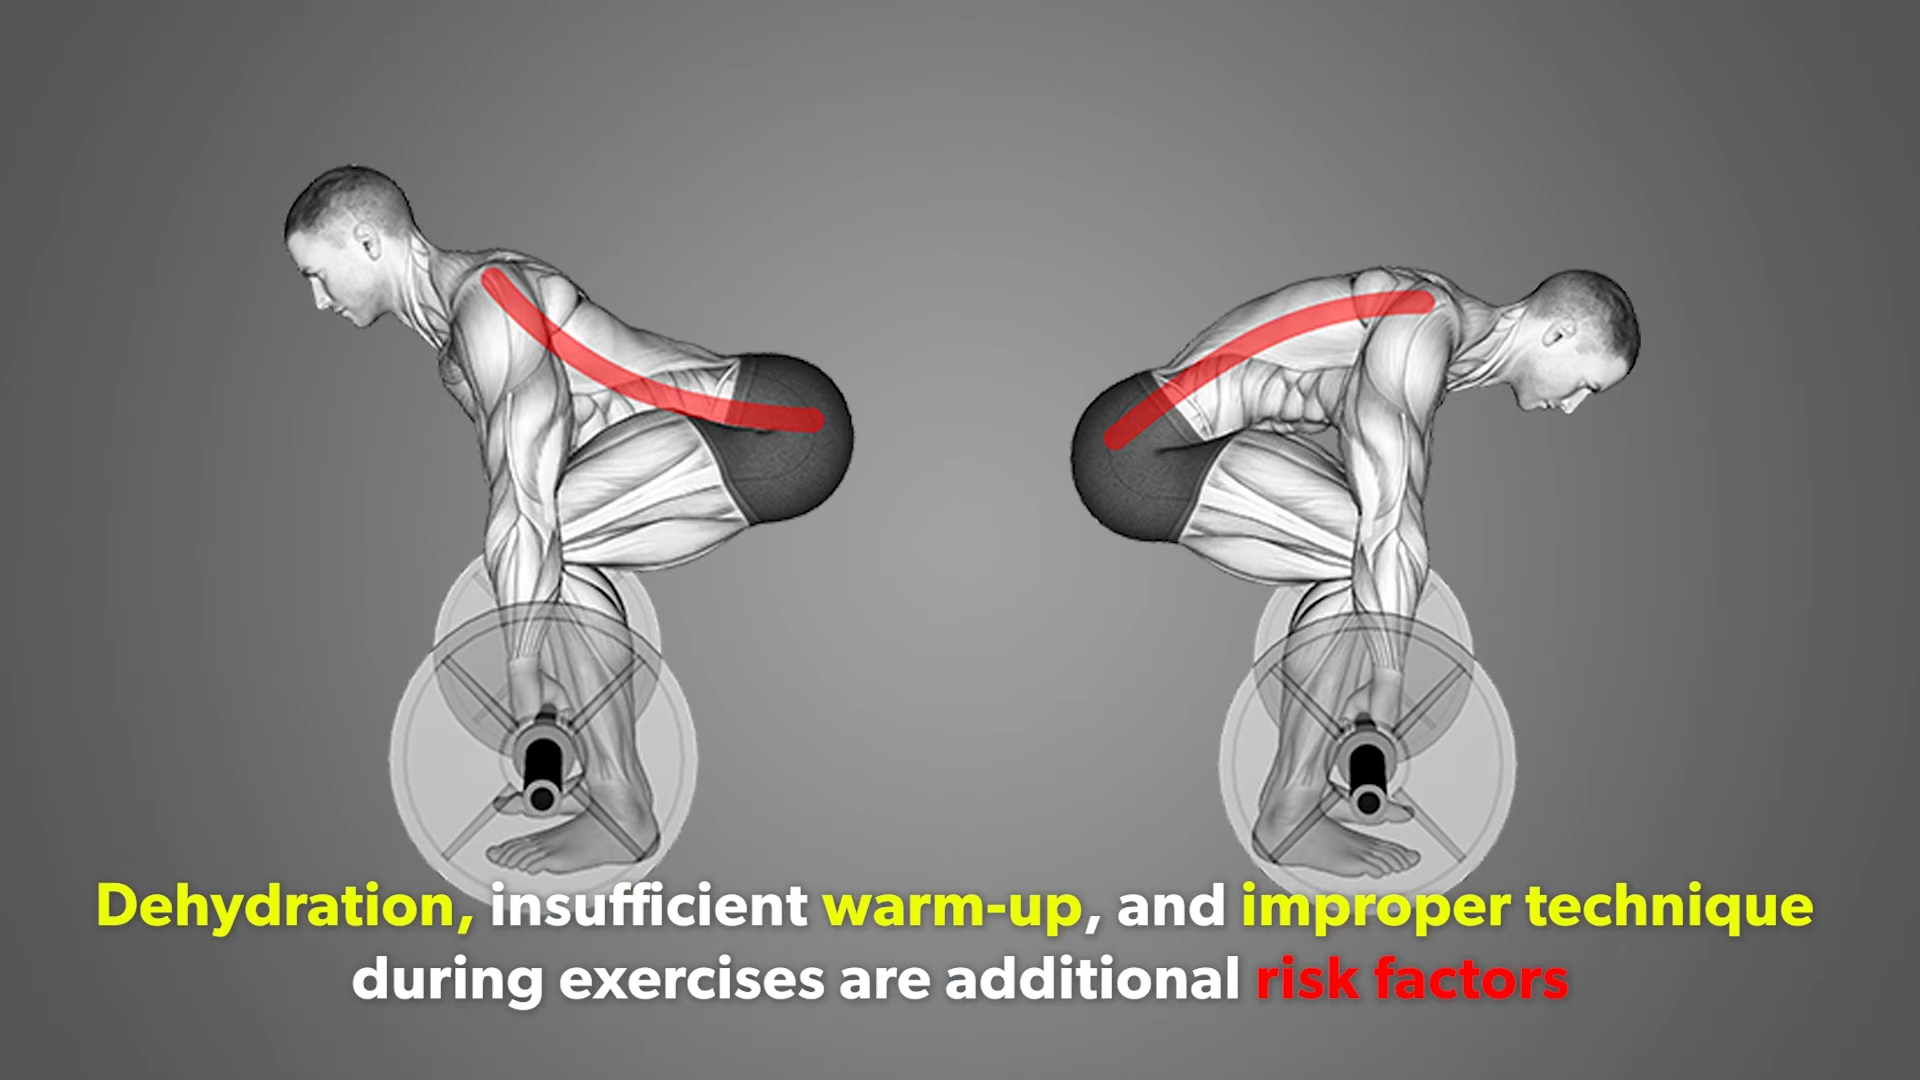 Dehydration, insufficient warm-up, and improper technique
during exercises are additional risk factors